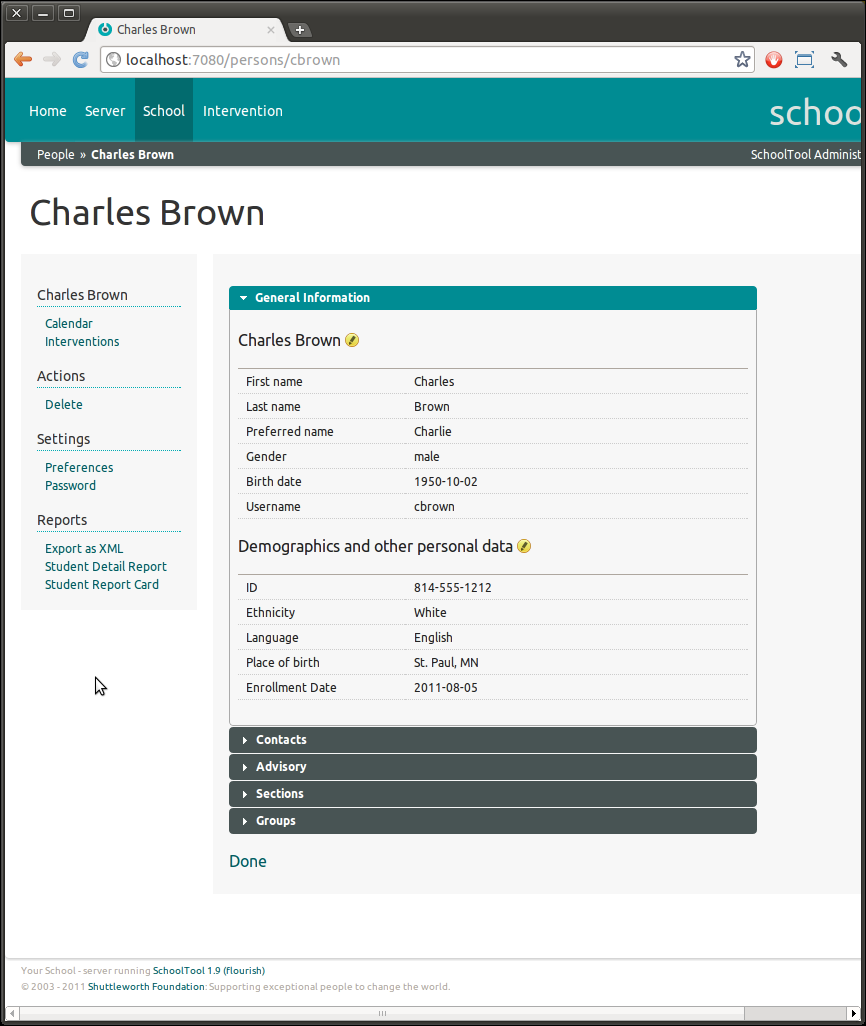 Charles Brown
localhost:7080/persons/cbrown
Home Server School Intervention schoo
People » Charles Brown SchoolTool Administ
Charles Brown
Charles Brown
Calendar
Interventions
Actions
Delete
Settings
Preferences
Password
Reports
Export as XML
Student Detail Report
Student Report Card
General Information
Charles Brown
First name Charles
Last name Brown
Preferred name Charlie
Gender male
Birth date 1950-10-02
Username cbrown
Demographics and other personal data
ID 814-555-1212
Ethnicity White
Language English
Place of birth St. Paul, MN
Enrollment Date 2011-08-05
Contacts
Advisory
Sections
Groups
Done
Your School - server running SchoolTool 1.9 (flourish)
© 2003 - 2011 Shuttleworth Foundation: Supporting exceptional people to change the world.